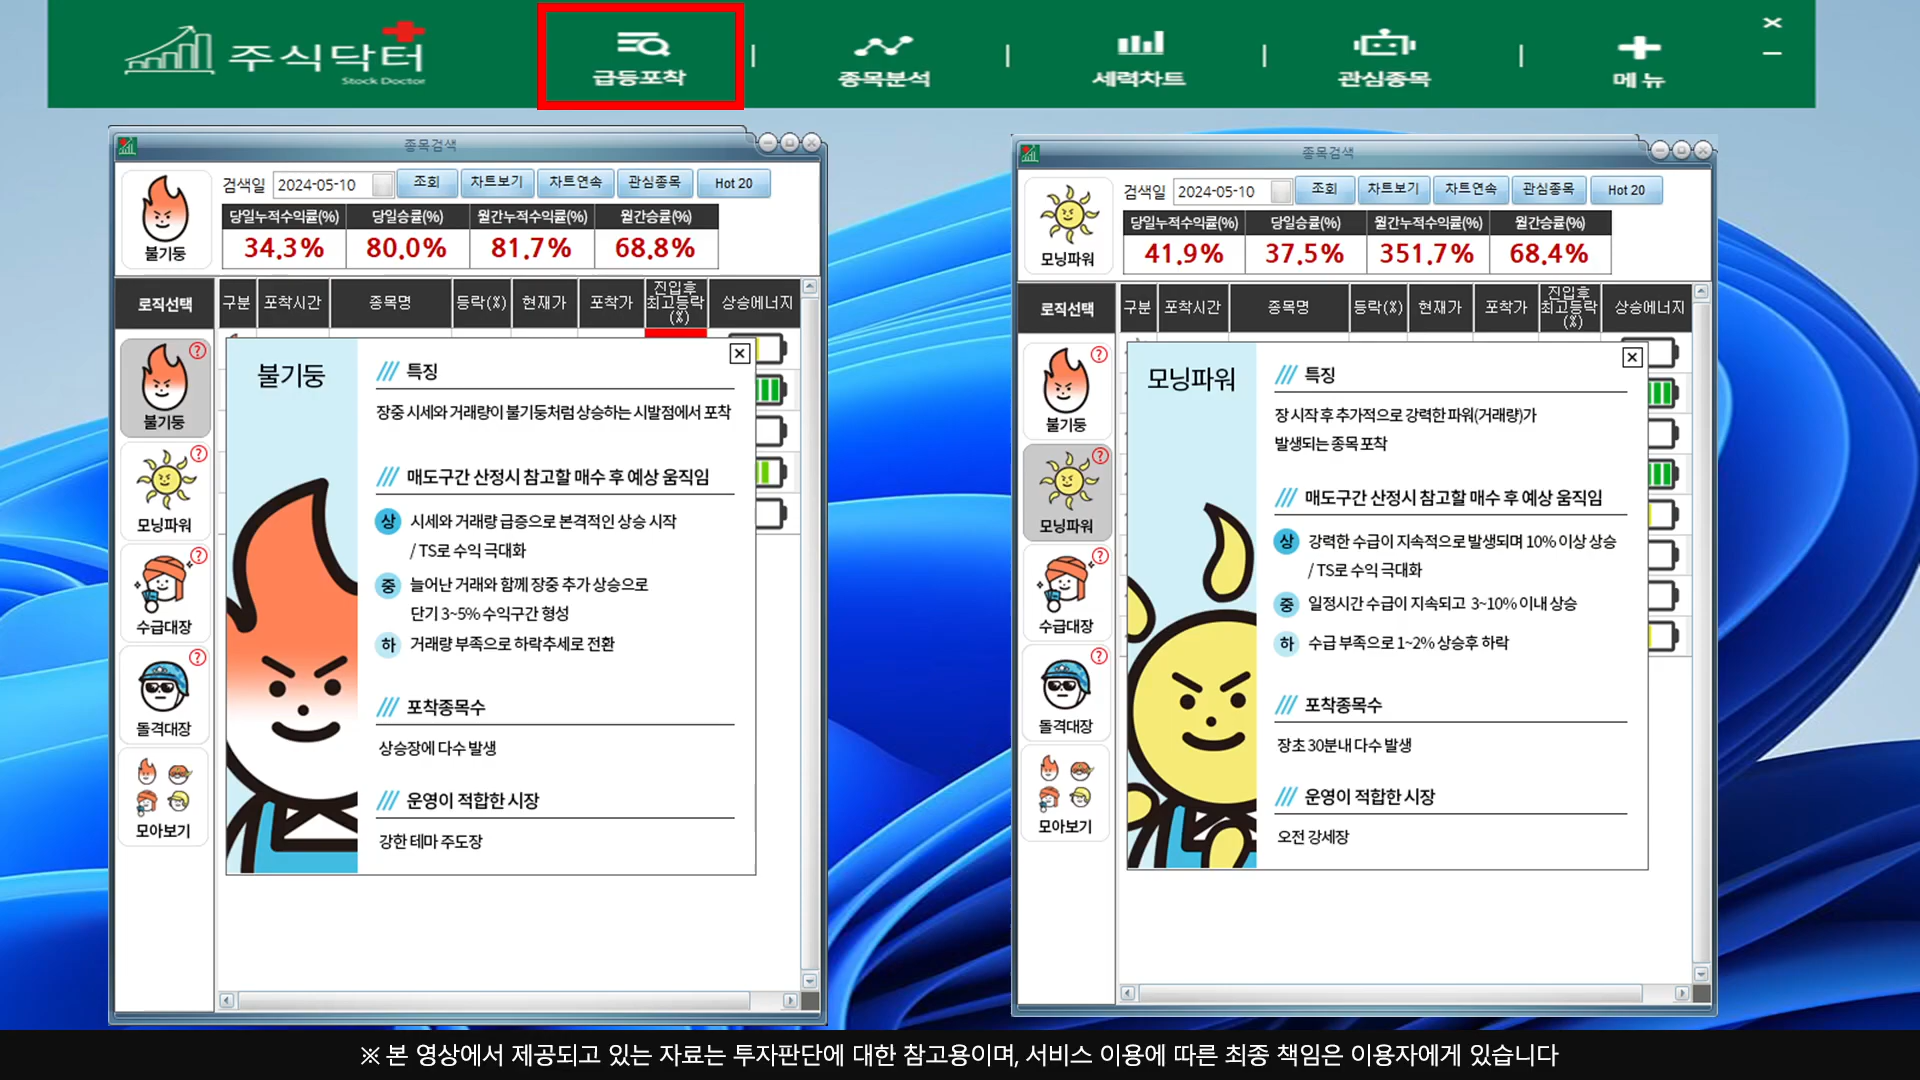 주식닥터
Stock Doctor
급등포착
종목분석
세력차트
관심종목
메뉴
종목검색
불기둥
검색일 2024-05-10 조회 차트보기 차트연속 관심종목 Hot 20
당일누적수익률(%) 당일승률(%) 월간누적수익률(%) 월간승률(%)
34.3% 80.0% 81.7% 68.8%
로직선택 구분 포착시간 종목명 등락(%) 현재가 포착가 진입후 최고등락 (%) 상승에너지
불기둥
모닝파워
수급대장
돌격대장
모아보기
불기둥
특징
장중 시세와 거래량이 불기둥처럼 상승하는 시발점에서 포착
매도구간 산정시 참고할 매수 후 예상 움직임
상 시세와 거래량 급증으로 본격적인 상승 시작
/ TS로 수익 극대화
중 늘어난 거래와 함께 장중 추가 상승으로
단기 3~5% 수익구간 형성
하 거래량 부족으로 하락추세로 전환
포착종목수
상승장에 다수 발생
운영이 적합한 시장
강한 테마 주도장
종목검색
모닝파워
검색일 2024-05-10 조회 차트보기 차트연속 관심종목 Hot 20
당일누적수익률(%) 당일승률(%) 월간누적수익률(%) 월간승률(%)
41.9% 37.5% 351.7% 68.4%
로직선택 구분 포착시간 종목명 등락(%) 현재가 포착가 진입후 최고등락 (%) 상승에너지
불기둥
모닝파워
수급대장
돌격대장
모아보기
모닝파워
특징
장 시작 후 추가적으로 강력한 파워(거래량)가
발생되는 종목 포착
매도구간 산정시 참고할 매수 후 예상 움직임
상 강력한 수급이 지속적으로 발생되며 10% 이상 상승
/ TS로 수익 극대화
중 일정시간 수급이 지속되고 3~10% 이내 상승
하 수급 부족으로 1~2% 상승후 하락
포착종목수
장초 30분내 다수 발생
운영이 적합한 시장
오전 강세장
※ 본 영상에서 제공되고 있는 자료는 투자판단에 대한 참고용이며, 서비스 이용에 따른 최종 책임은 이용자에게 있습니다